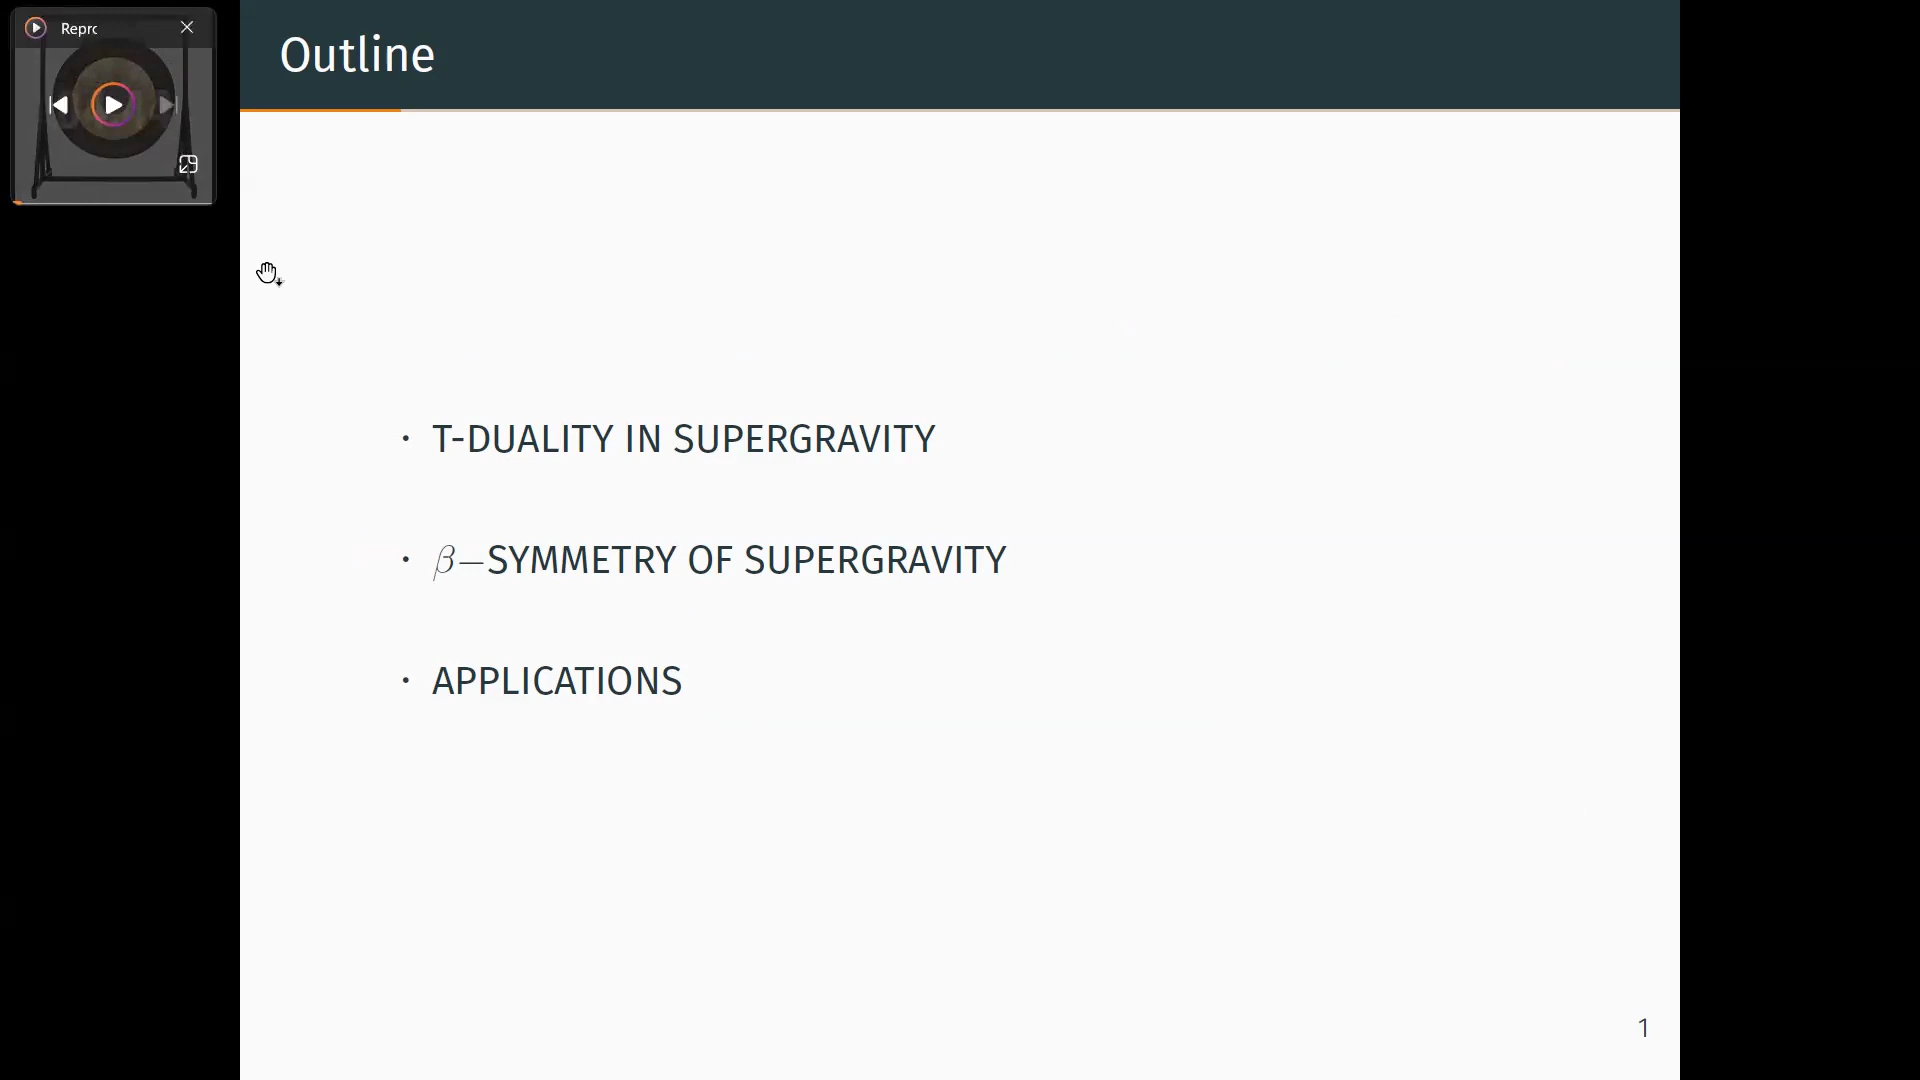 Repro
Outline
• T-DUALITY IN SUPERGRAVITY
• β−SYMMETRY OF SUPERGRAVITY
• APPLICATIONS
1